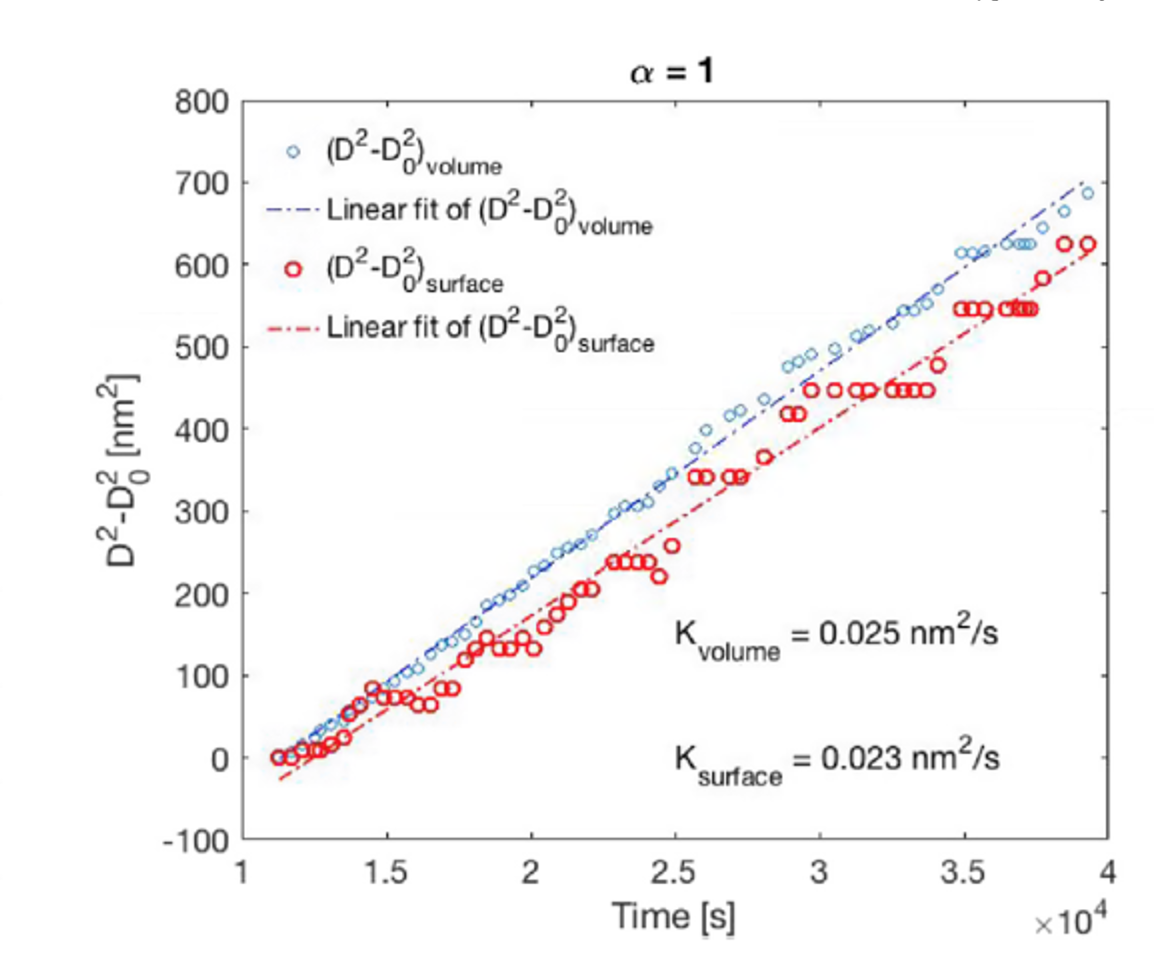 α = 1
800
700
600
500
400
300
200
100
0
-100
D²-D₀² [nm²]
(D²-D₀²)volume
Linear fit of (D²-D₀²)volume
(D²-D₀²)surface
Linear fit of (D²-D₀²)surface
Kvolume = 0.025 nm²/s
Ksurface = 0.023 nm²/s
1 1.5 2 2.5 3 3.5 4
Time [s]
×10⁴